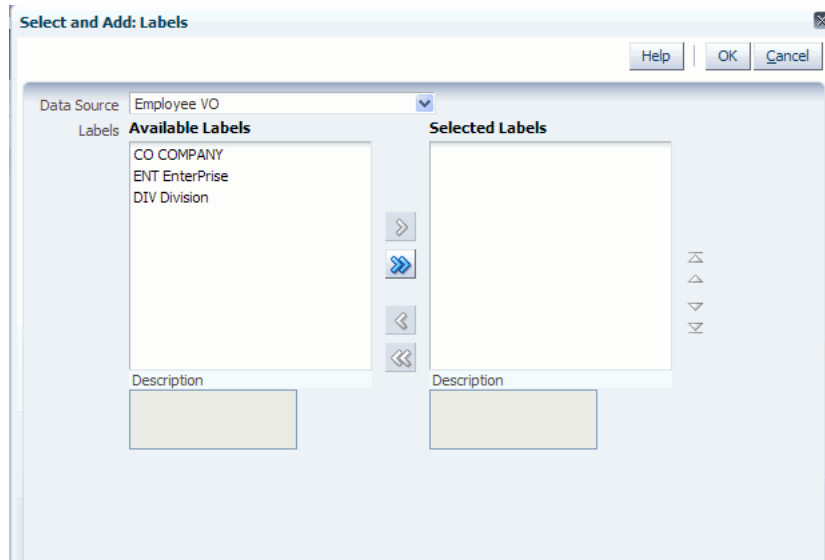 Select and Add: Labels
Help OK Cancel
Data Source Employee VO
Labels Available Labels Selected Labels
CO COMPANY
ENT EnterPrise
DIV Division
Description Description